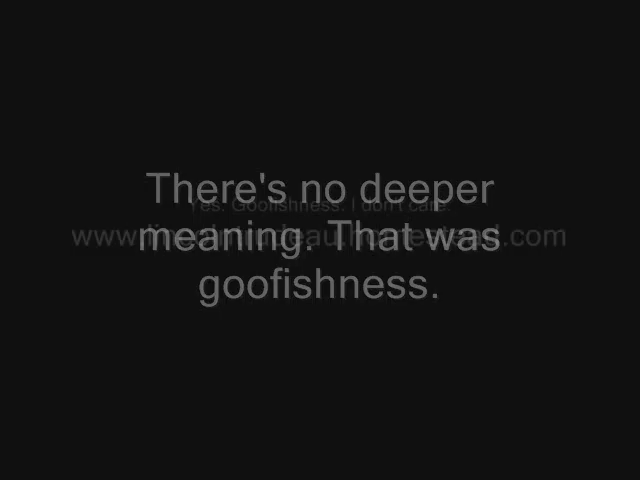 There's no deeper
Yes. Goofishness. I don't care.
meaning. That was
goofishness.